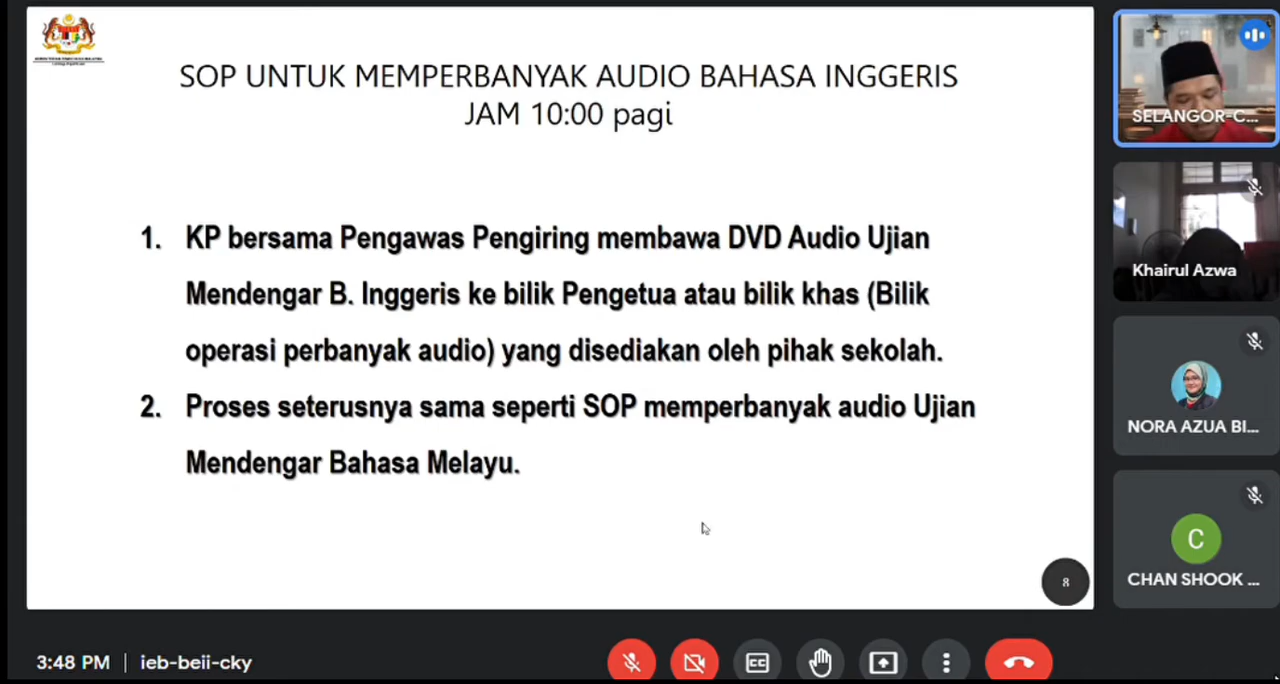 SOP UNTUK MEMPERBANYAK AUDIO BAHASA INGGERIS
JAM 10:00 pagi
1. KP bersama Pengawas Pengiring membawa DVD Audio Ujian
Mendengar B. Inggeris ke bilik Pengetua atau bilik khas (Bilik
operasi perbanyak audio) yang disediakan oleh pihak sekolah.
2. Proses seterusnya sama seperti SOP memperbanyak audio Ujian
Mendengar Bahasa Melayu.
8
SELANGOR-C...
Khairul Azwa
NORA AZUA BI...
C
CHAN SHOOK ...
3:48 PM | ieb-beii-cky
CC